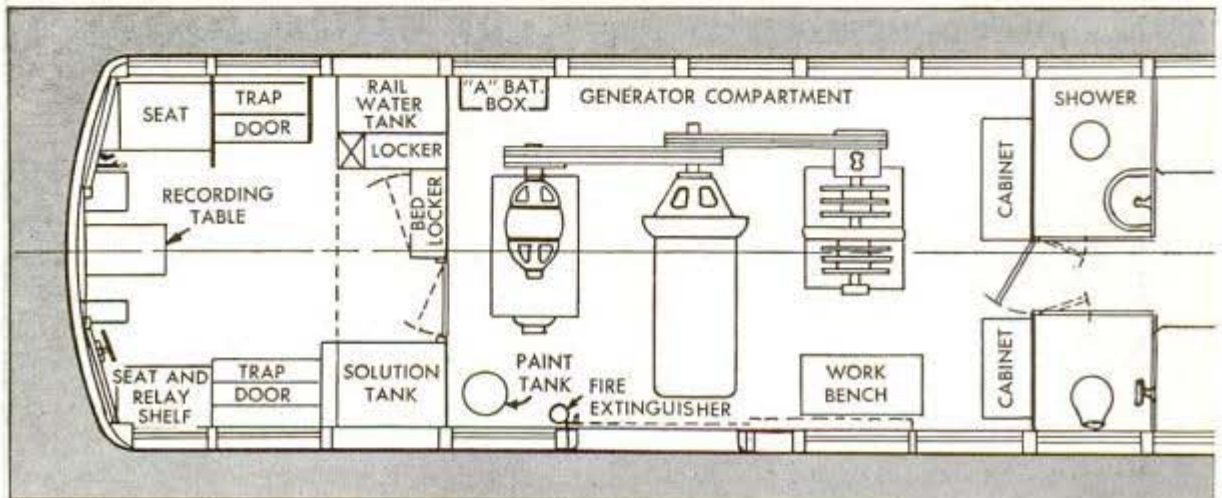 SEAT
TRAP
DOOR
RAIL
WATER
TANK
LOCKER
"A" BAT.
BOX
GENERATOR COMPARTMENT
SHOWER
RECORDING
TABLE
BED
LOCKER
CABINET
SEAT AND
RELAY
SHELF
TRAP
DOOR
SOLUTION
TANK
PAINT
TANK
FIRE
EXTINGUISHER
WORK
BENCH
CABINET